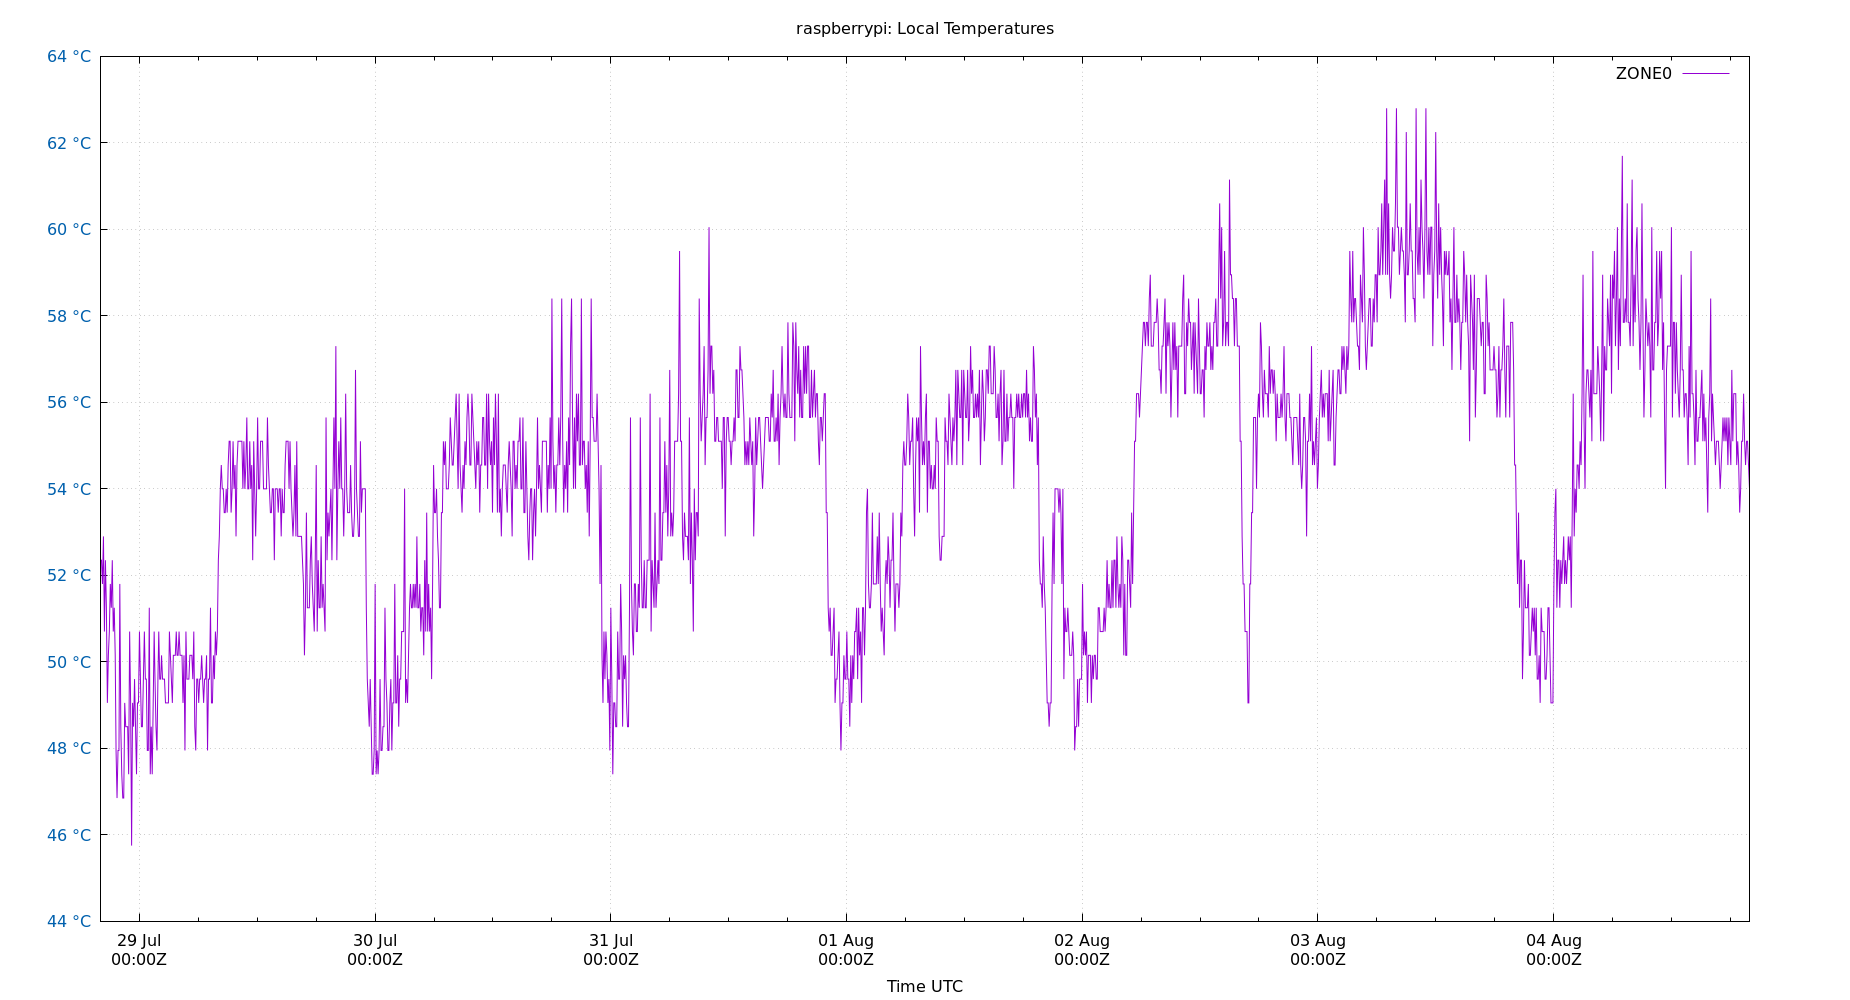 raspberrypi: Local Temperatures
ZONE0
64 °C
62 °C
60 °C
58 °C
56 °C
54 °C
52 °C
50 °C
48 °C
46 °C
44 °C
29 Jul
00:00Z
30 Jul
00:00Z
31 Jul
00:00Z
01 Aug
00:00Z
02 Aug
00:00Z
03 Aug
00:00Z
04 Aug
00:00Z
Time UTC